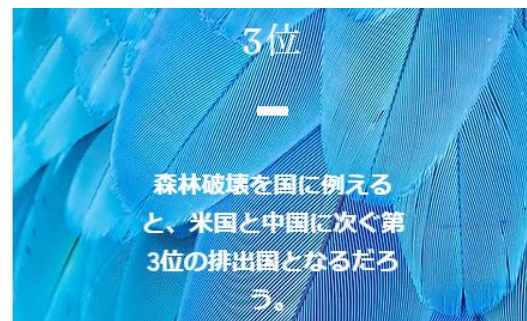 3位
森林破壊を国に例える
と、米国と中国に次ぐ第
3位の排出国となるだろ
う。